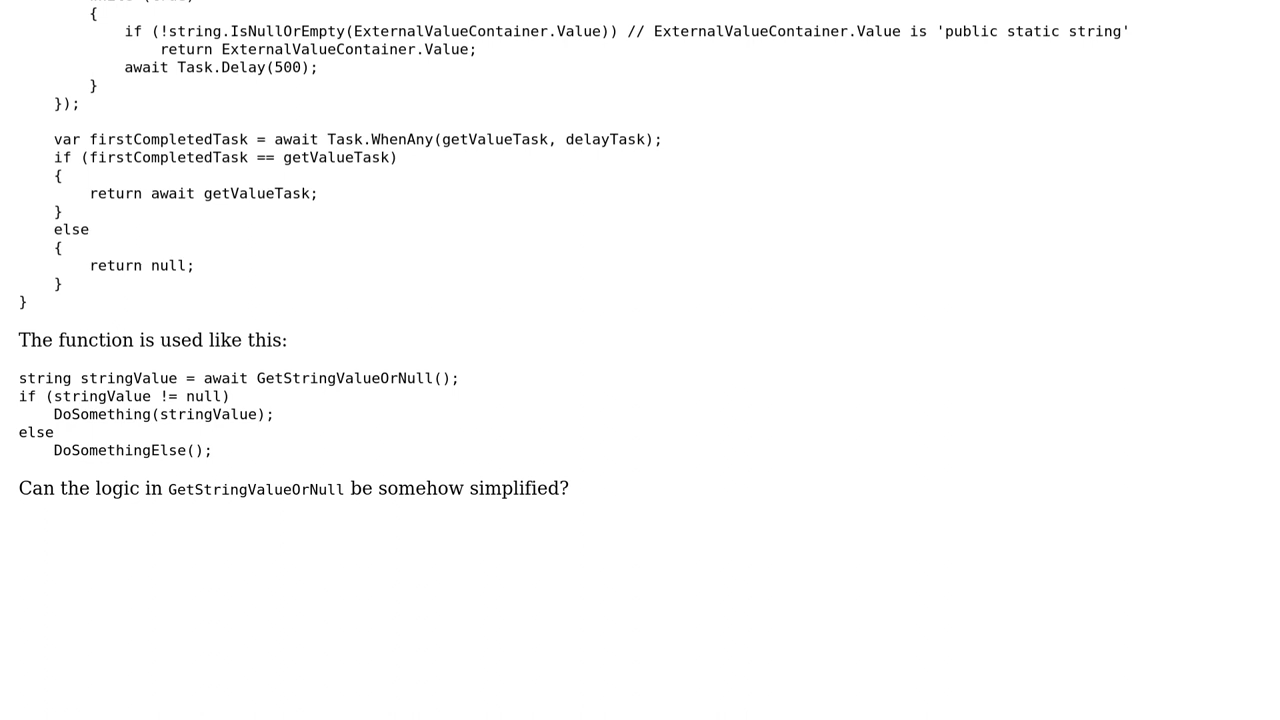 {
if (!string.IsNullOrEmpty(ExternalValueContainer.Value)) // ExternalValueContainer.Value is 'public static string'
return ExternalValueContainer.Value;
await Task.Delay(500);
}
});
var firstCompletedTask = await Task.WhenAny(getValueTask, delayTask);
if (firstCompletedTask == getValueTask)
{
return await getValueTask;
}
else
{
return null;
}
}
The function is used like this:
string stringValue = await GetStringValueOrNull();
if (stringValue != null)
DoSomething(stringValue);
else
DoSomethingElse();
Can the logic in GetStringValueOrNull be somehow simplified?